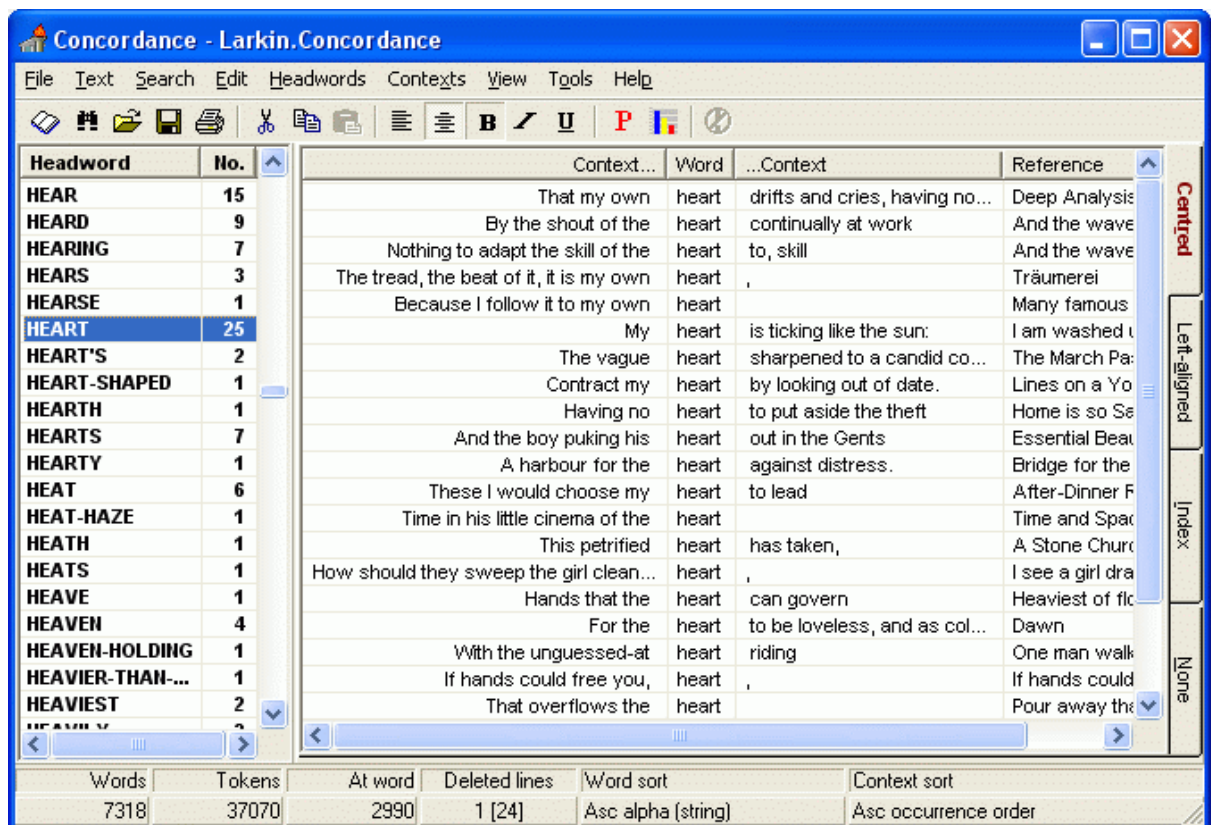 Concordance - Larkin.Concordance
File Text Search Edit Headwords Contexts View Tools Help
B I U P
Headword No.
HEAR 15
HEARD 9
HEARING 7
HEARS 3
HEARSE 1
HEART 25
HEART'S 2
HEART-SHAPED 1
HEARTH 1
HEARTS 7
HEARTY 1
HEAT 6
HEAT-HAZE 1
HEATH 1
HEATS 1
HEAVE 1
HEAVEN 4
HEAVEN-HOLDING 1
HEAVIER-THAN-... 1
HEAVIEST 2
Context... Word ...Context Reference
That my own heart drifts and cries, having no... Deep Analysis
By the shout of the heart continually at work And the wave
Nothing to adapt the skill of the heart to, skill And the wave
The tread, the beat of it, it is my own heart , Träumerei
Because I follow it to my own heart Many famous
My heart is ticking like the sun: I am washed u
The vague heart sharpened to a candid co... The March Pa
Contract my heart by looking out of date. Lines on a Yo
Having no heart to put aside the theft Home is so Sa
And the boy puking his heart out in the Gents Essential Beau
A harbour for the heart against distress. Bridge for the
These I would choose my heart to lead After-Dinner R
Time in his little cinema of the heart Time and Spac
This petrified heart has taken, A Stone Churc
How should they sweep the girl clean... heart , I see a girl dra
Hands that the heart can govern Heaviest of flo
For the heart to be loveless, and as col... Dawn
With the unguessed-at heart riding One man walk
If hands could free you, heart , If hands could
That overflows the heart Pour away tha
Centred
Left-aligned
Index
None
Words Tokens At word Deleted lines Word sort Context sort
7318 37070 2990 1 [24] Asc alpha (string) Asc occurrence order